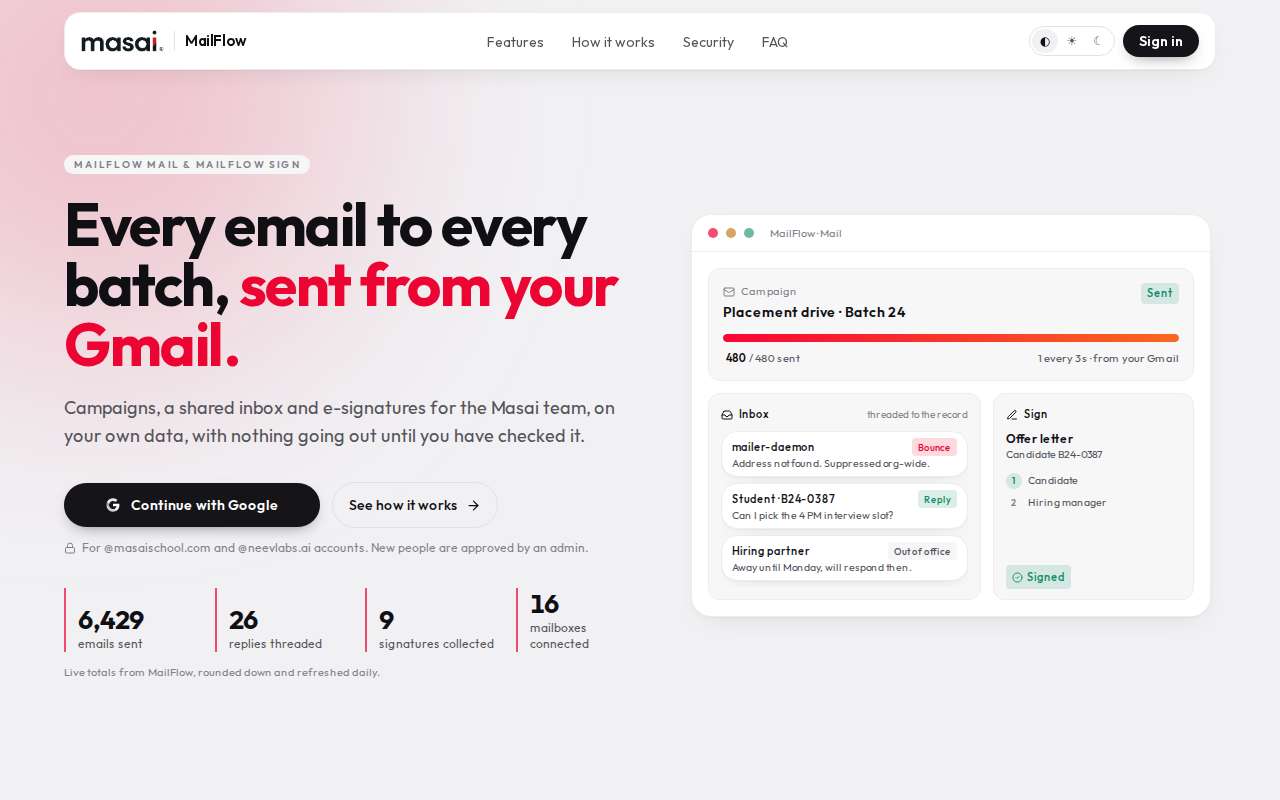 masai.
MailFlow
Features
How it works
Security
FAQ
Sign in
MAILFLOW MAIL & MAILFLOW SIGN
Every email to every
batch, sent from your
Gmail.
Campaigns, a shared inbox and e-signatures for the Masai team, on
your own data, with nothing going out until you have checked it.
G Continue with Google
See how it works →
For @masaischool.com and @neevlabs.ai accounts. New people are approved by an admin.
6,429
emails sent
26
replies threaded
9
signatures collected
16
mailboxes
connected
Live totals from MailFlow, rounded down and refreshed daily.
MailFlow·Mail
Campaign
Sent
Placement drive · Batch 24
480 / 480 sent
1 every 3s · from your Gmail
Inbox
threaded to the record
mailer-daemon
Bounce
Address not found. Suppressed org-wide.
Student · B24-0387
Reply
Can I pick the 4 PM interview slot?
Hiring partner
Out of office
Away until Monday, will respond then.
Sign
Offer letter
Candidate B24-0387
1 Candidate
2 Hiring manager
Signed